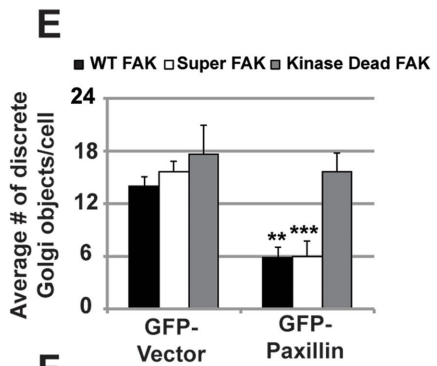 E
WT FAK Super FAK Kinase Dead FAK
Average # of discrete
Golgi objects/cell
24
18
12
6
0
** ***
GFP-
Vector
GFP-
Paxillin